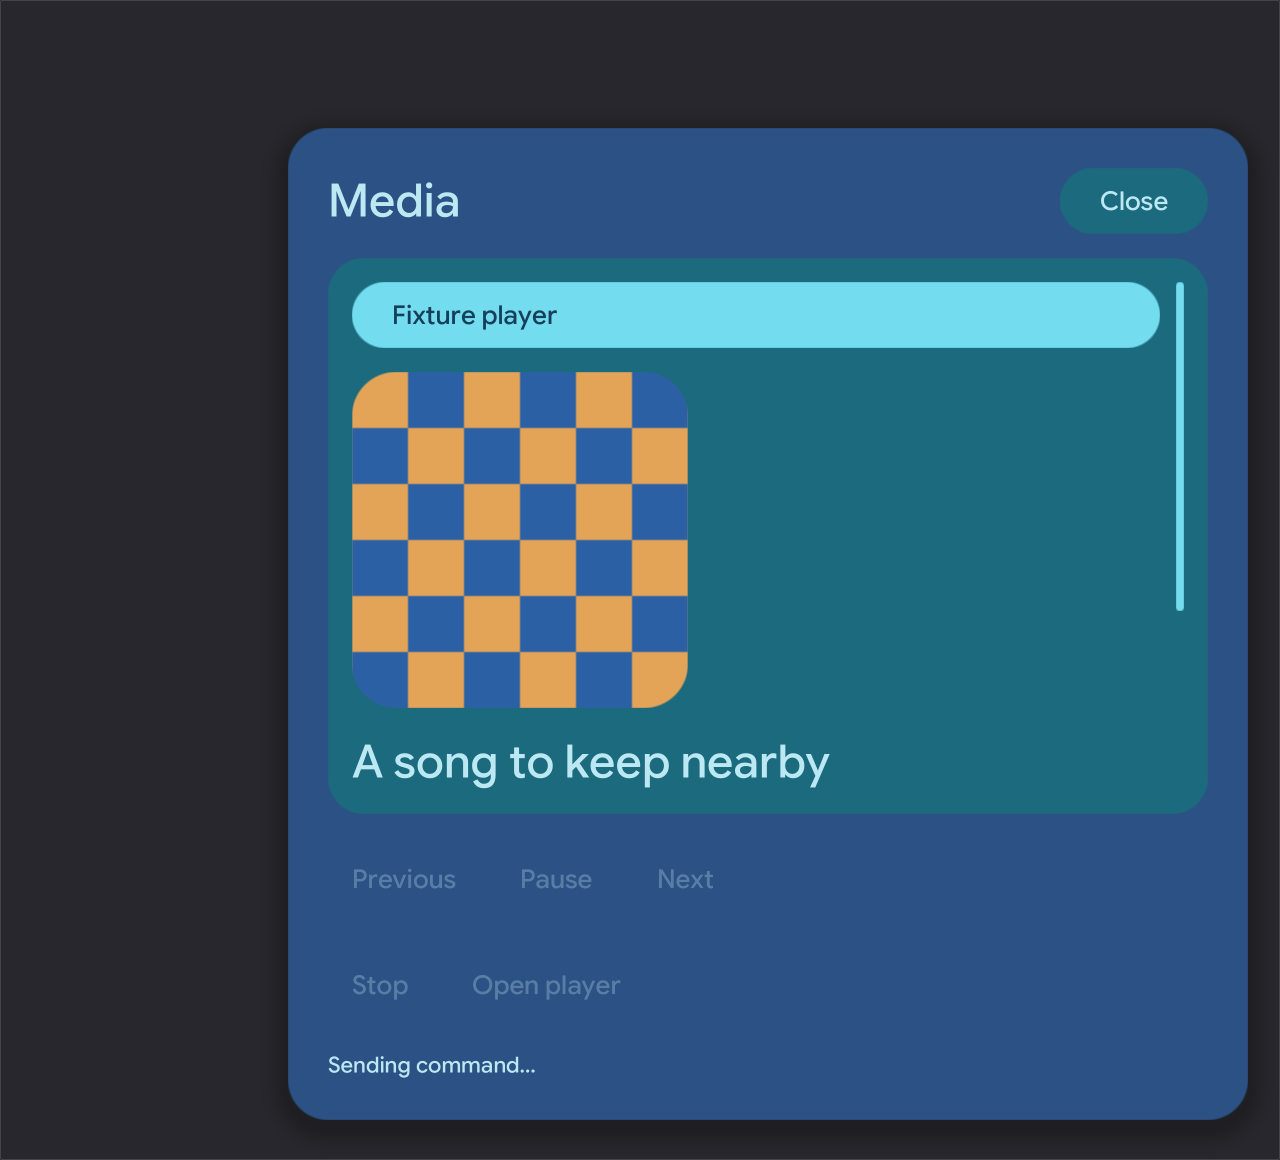 Media
Close
Fixture player
A song to keep nearby
Previous Pause Next
Stop Open player
Sending command...